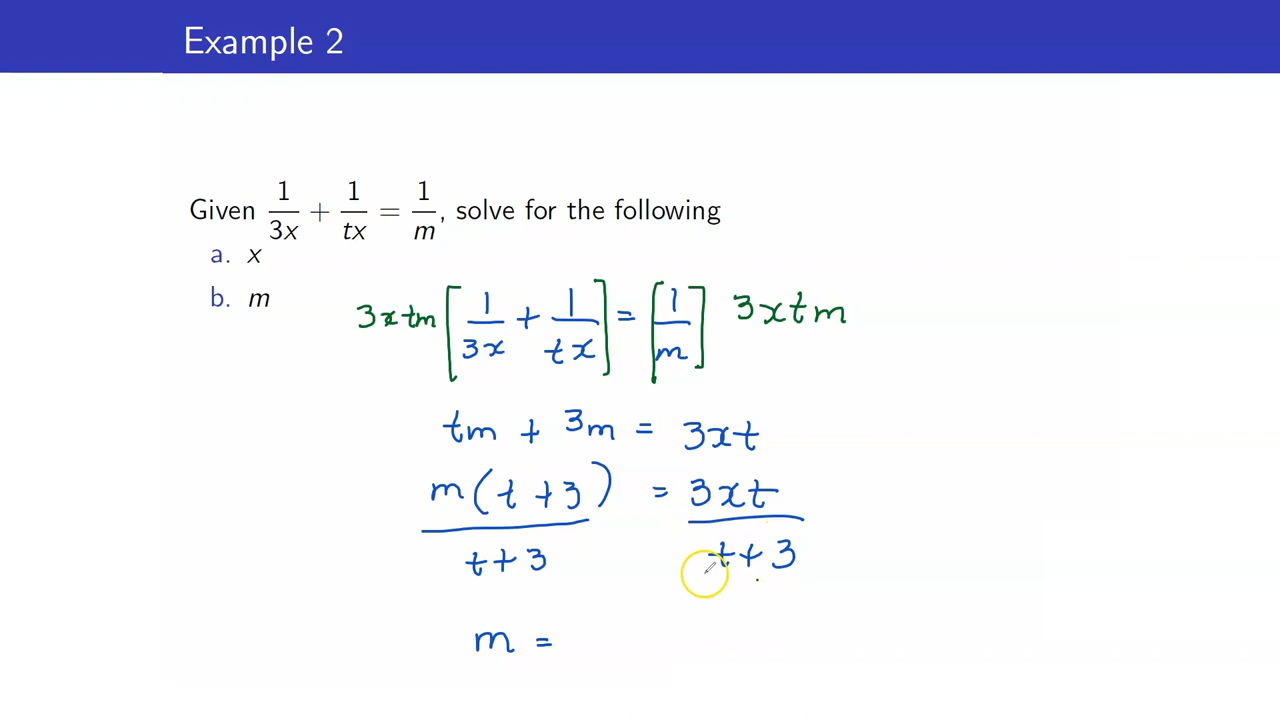 Example 2
Given 1/3x + 1/tx = 1/m, solve for the following
a. x
b. m
3xtm [1/3x + 1/tx] = [1/m] 3xtm
tm + 3m = 3xt
m(t+3)/t+3 = 3xt/t+3
m =